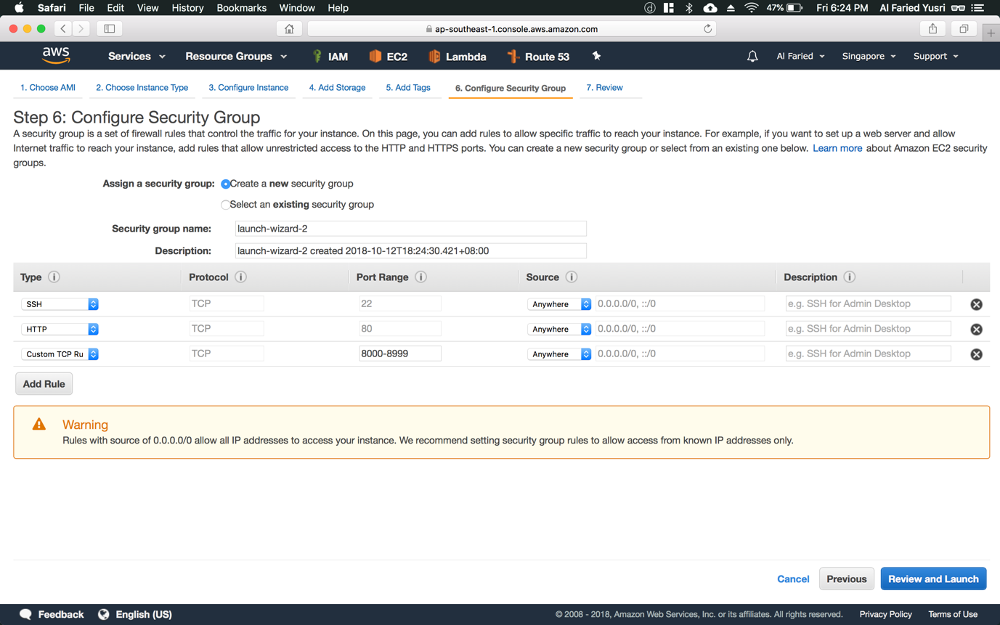 Safari File Edit View History Bookmarks Window Help 47% Fri 6:24 PM Al Faried Yusri
ap-southeast-1.console.aws.amazon.com
aws Services Resource Groups IAM EC2 Lambda Route 53 Al Faried Singapore Support
1. Choose AMI 2. Choose Instance Type 3. Configure Instance 4. Add Storage 5. Add Tags 6. Configure Security Group 7. Review
Step 6: Configure Security Group
A security group is a set of firewall rules that control the traffic for your instance. On this page, you can add rules to allow specific traffic to reach your instance. For example, if you want to set up a web server and allow
Internet traffic to reach your instance, add rules that allow unrestricted access to the HTTP and HTTPS ports. You can create a new security group or select from an existing one below. Learn more about Amazon EC2 security
groups.
Assign a security group: Create a new security group
Select an existing security group
Security group name: launch-wizard-2
Description: launch-wizard-2 created 2018-10-12T18:24:30.421+08:00
Type i Protocol i Port Range i Source i Description i
SSH TCP 22 Anywhere 0.0.0.0/0, ::/0 e.g. SSH for Admin Desktop
HTTP TCP 80 Anywhere 0.0.0.0/0, ::/0 e.g. SSH for Admin Desktop
Custom TCP Ru TCP 8000-8999 Anywhere 0.0.0.0/0, ::/0 e.g. SSH for Admin Desktop
Add Rule
Warning
Rules with source of 0.0.0.0/0 allow all IP addresses to access your instance. We recommend setting security group rules to allow access from known IP addresses only.
Cancel Previous Review and Launch
Feedback English (US) © 2008 - 2018, Amazon Web Services, Inc. or its affiliates. All rights reserved. Privacy Policy Terms of Use